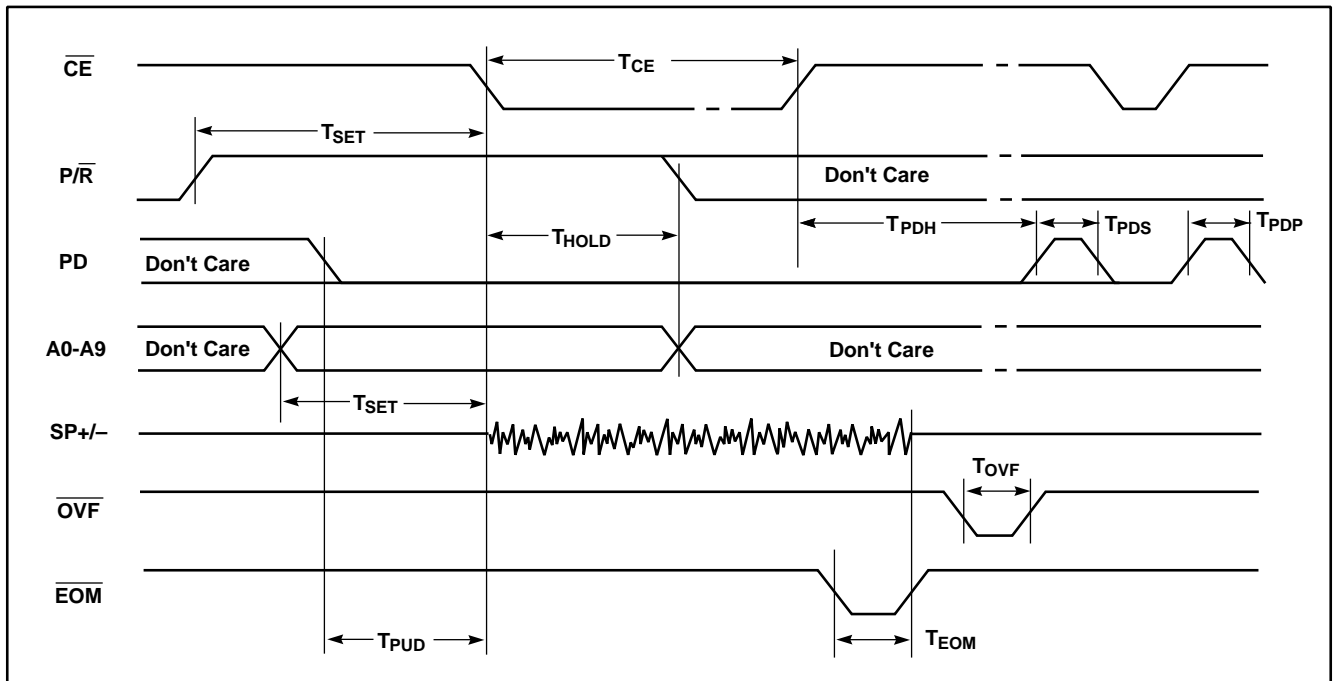 CE
TCE
TSET
P/R
Don't Care
THOLD
TPDH
TPDS
TPDP
PD
Don't Care
A0-A9
Don't Care
Don't Care
TSET
SP+/–
TOVF
OVF
EOM
TPUD
TEOM